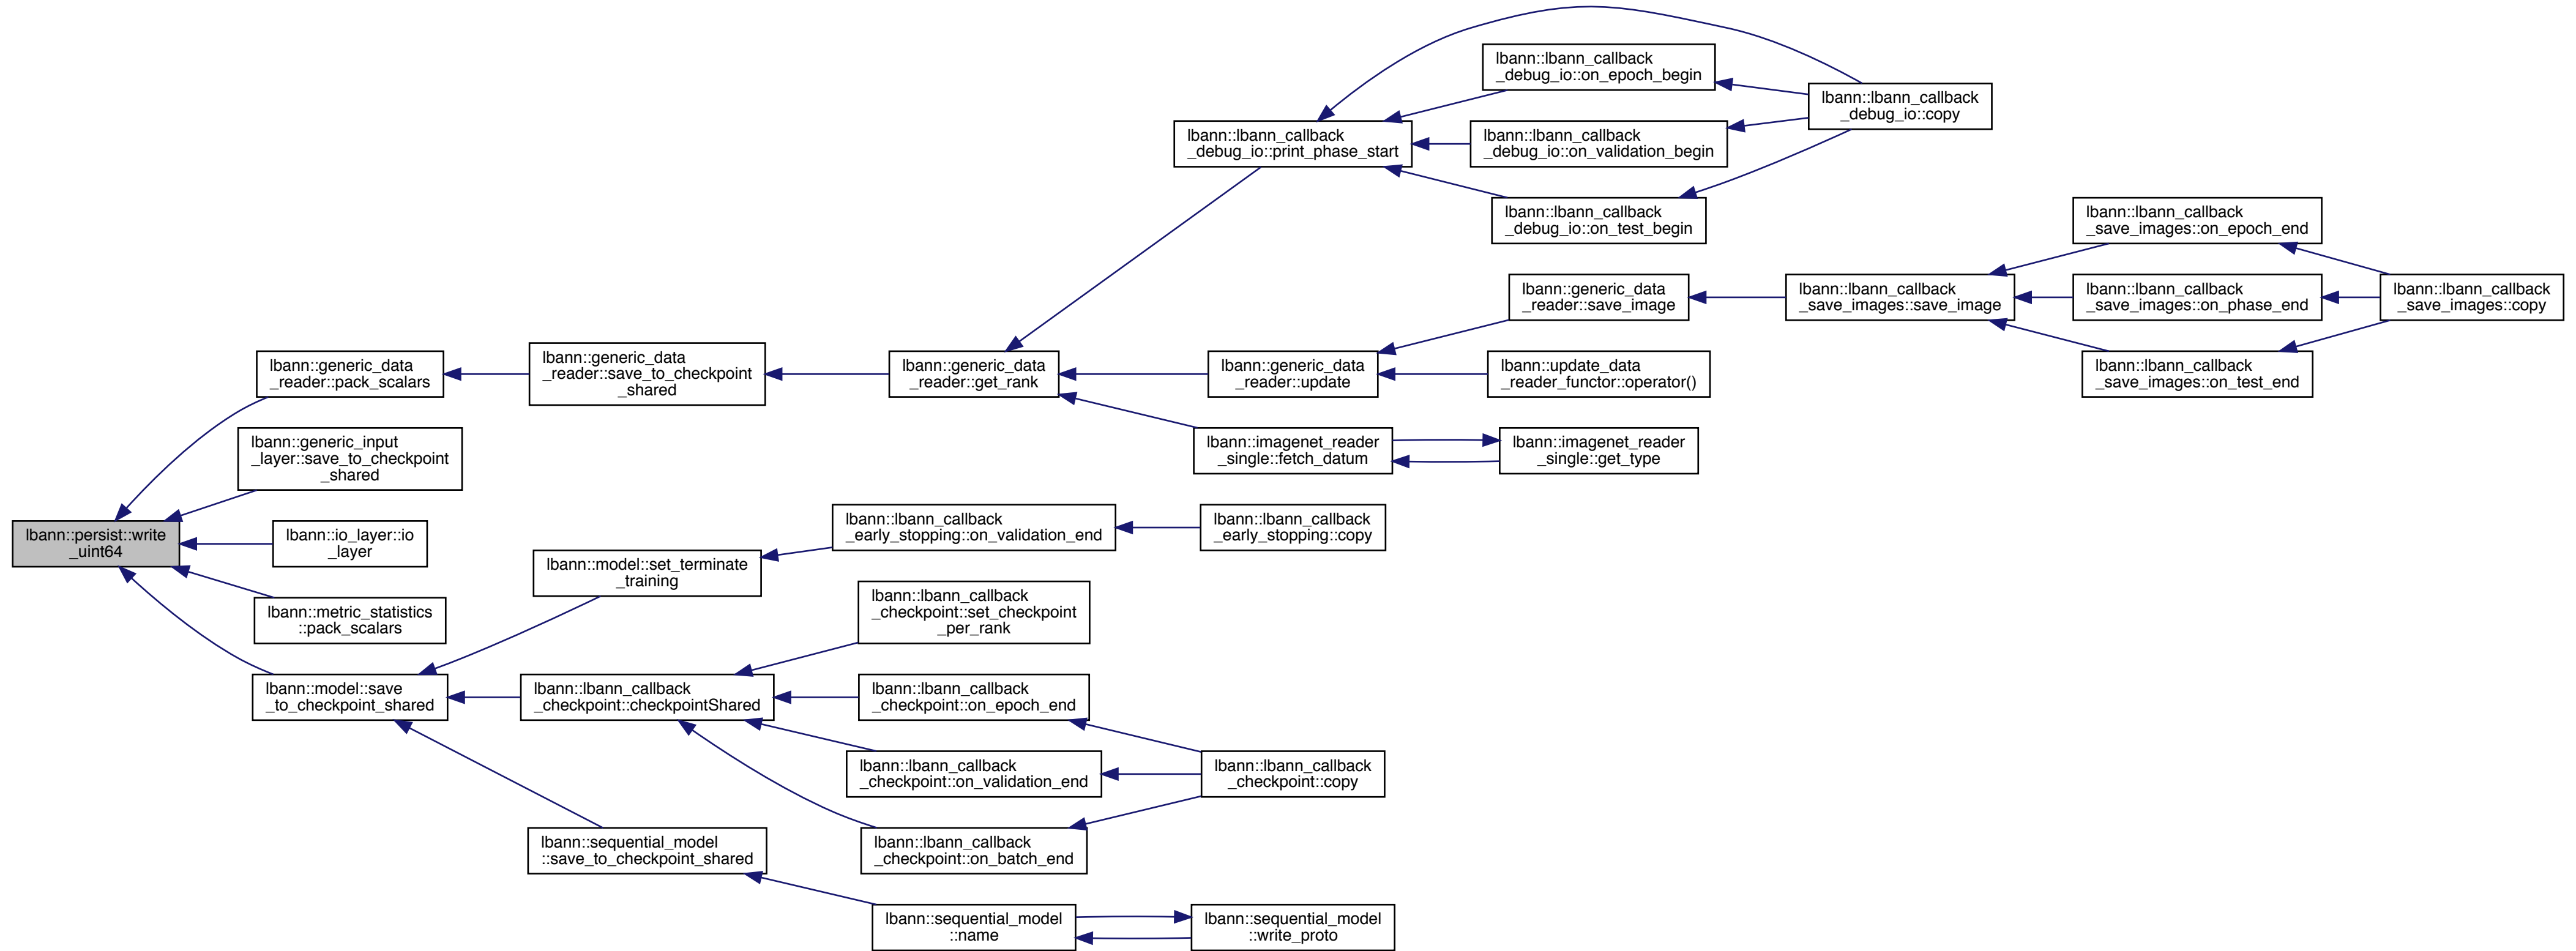 lbann::lbann_callback
_debug_io::on_epoch_begin
lbann::lbann_callback
_debug_io::copy
lbann::lbann_callback
_debug_io::print_phase_start
lbann::lbann_callback
_debug_io::on_validation_begin
lbann::lbann_callback
_debug_io::on_test_begin
lbann::lbann_callback
_save_images::on_epoch_end
lbann::generic_data
_reader::save_image
lbann::lbann_callback
_save_images::save_image
lbann::lbann_callback
_save_images::on_phase_end
lbann::lbann_callback
_save_images::copy
lbann::generic_data
_reader::pack_scalars
lbann::generic_data
_reader::save_to_checkpoint
_shared
lbann::generic_data
_reader::get_rank
lbann::generic_data
_reader::update
lbann::update_data
_reader_functor::operator()
lbann::lbann_callback
_save_images::on_test_end
lbann::generic_input
_layer::save_to_checkpoint
_shared
lbann::imagenet_reader
_single::fetch_datum
lbann::imagenet_reader
_single::get_type
lbann::persist::write
_uint64
lbann::io_layer::io
_layer
lbann::lbann_callback
_early_stopping::on_validation_end
lbann::lbann_callback
_early_stopping::copy
lbann::model::set_terminate
_training
lbann::metric_statistics
::pack_scalars
lbann::lbann_callback
_checkpoint::set_checkpoint
_per_rank
lbann::model::save
_to_checkpoint_shared
lbann::lbann_callback
_checkpoint::checkpointShared
lbann::lbann_callback
_checkpoint::on_epoch_end
lbann::lbann_callback
_checkpoint::on_validation_end
lbann::lbann_callback
_checkpoint::copy
lbann::sequential_model
::save_to_checkpoint_shared
lbann::lbann_callback
_checkpoint::on_batch_end
lbann::sequential_model
::name
lbann::sequential_model
::write_proto